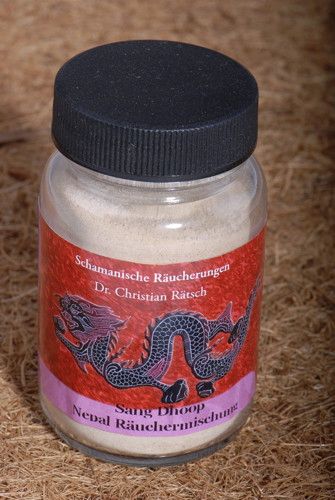 Schamanische Räucherungen
Dr. Christian Rätsch
Sang Dhoop
Nepal Räuchermischung